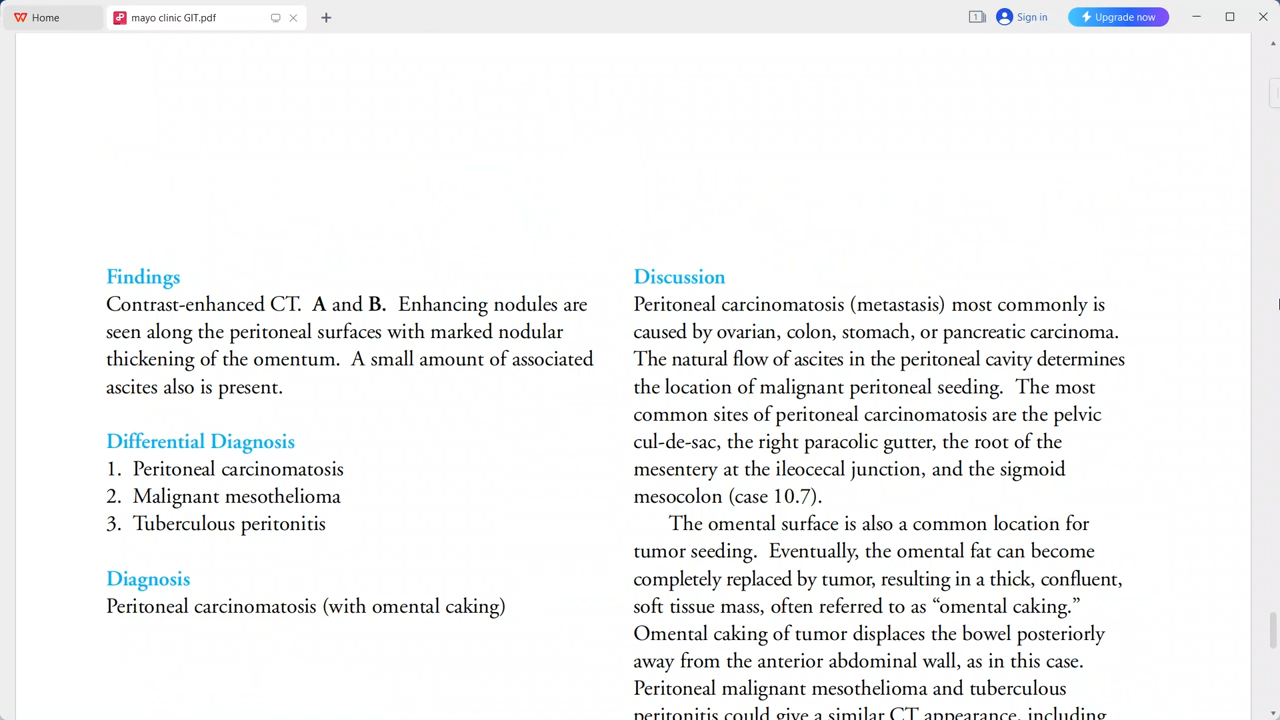 Home
mayo clinic GIT.pdf
1
Sign in
Upgrade now
Findings
Contrast-enhanced CT. A and B. Enhancing nodules are
seen along the peritoneal surfaces with marked nodular
thickening of the omentum. A small amount of associated
ascites also is present.
Differential Diagnosis
1. Peritoneal carcinomatosis
2. Malignant mesothelioma
3. Tuberculous peritonitis
Diagnosis
Peritoneal carcinomatosis (with omental caking)
Discussion
Peritoneal carcinomatosis (metastasis) most commonly is
caused by ovarian, colon, stomach, or pancreatic carcinoma.
The natural flow of ascites in the peritoneal cavity determines
the location of malignant peritoneal seeding. The most
common sites of peritoneal carcinomatosis are the pelvic
cul-de-sac, the right paracolic gutter, the root of the
mesentery at the ileocecal junction, and the sigmoid
mesocolon (case 10.7).
The omental surface is also a common location for
tumor seeding. Eventually, the omental fat can become
completely replaced by tumor, resulting in a thick, confluent,
soft tissue mass, often referred to as “omental caking.”
Omental caking of tumor displaces the bowel posteriorly
away from the anterior abdominal wall, as in this case.
Peritoneal malignant mesothelioma and tuberculous
peritonitis could give a similar CT appearance, including